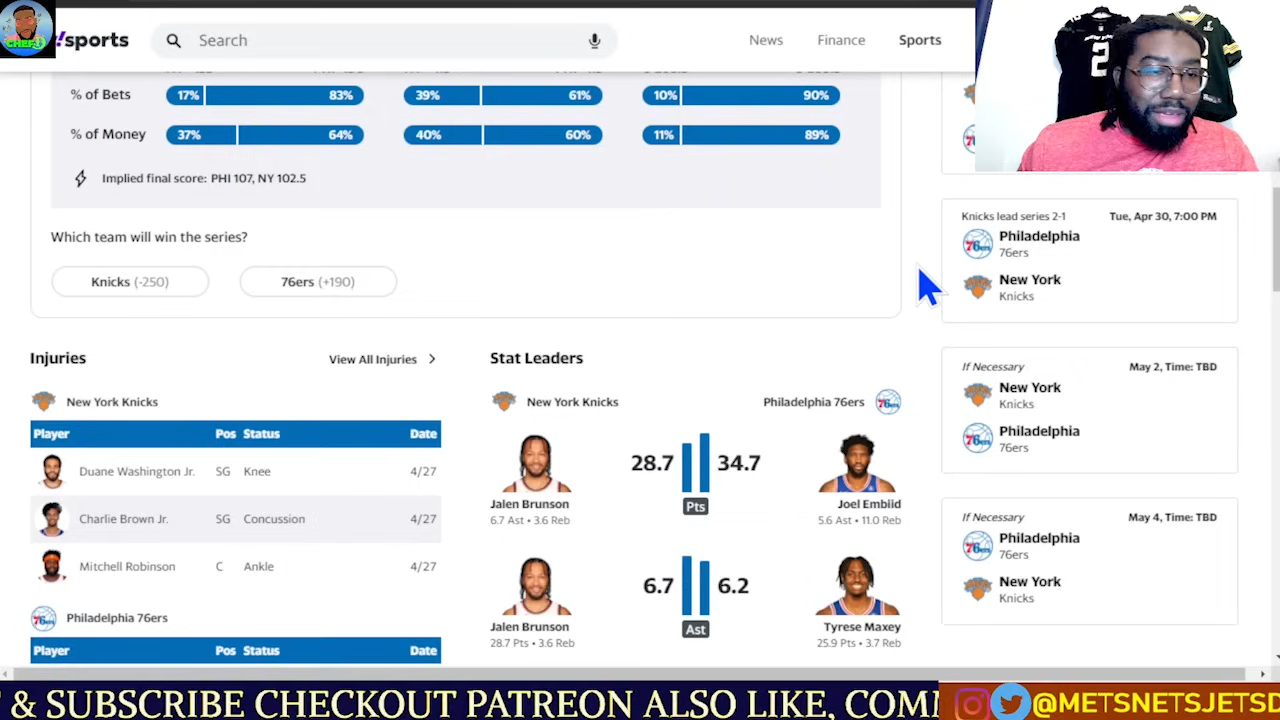 CHEF
!sports
Search
News
Finance
Sports
% of Bets
17%
83%
39%
61%
10%
90%
% of Money
37%
64%
40%
60%
11%
89%
Implied final score: PHI 107, NY 102.5
Which team will win the series?
Knicks (-250)
76ers (+190)
Injuries
View All Injuries
New York Knicks
Player Pos Status Date
Duane Washington Jr. SG Knee 4/27
Charlie Brown Jr. SG Concussion 4/27
Mitchell Robinson C Ankle 4/27
Philadelphia 76ers
Player Pos Status Date
Stat Leaders
New York Knicks
Philadelphia 76ers
28.7
34.7
Pts
Jalen Brunson
6.7 Ast • 3.6 Reb
Joel Embiid
5.6 Ast • 11.0 Reb
6.7
6.2
Ast
Jalen Brunson
28.7 Pts • 3.6 Reb
Tyrese Maxey
25.9 Pts • 3.7 Reb
Knicks lead series 2-1
Tue, Apr 30, 7:00 PM
Philadelphia
76ers
New York
Knicks
If Necessary
May 2, Time: TBD
New York
Knicks
Philadelphia
76ers
If Necessary
May 4, Time: TBD
Philadelphia
76ers
New York
Knicks
& SUBSCRIBE CHECKOUT PATREON ALSO LIKE, COM
@METSNETSJETSD